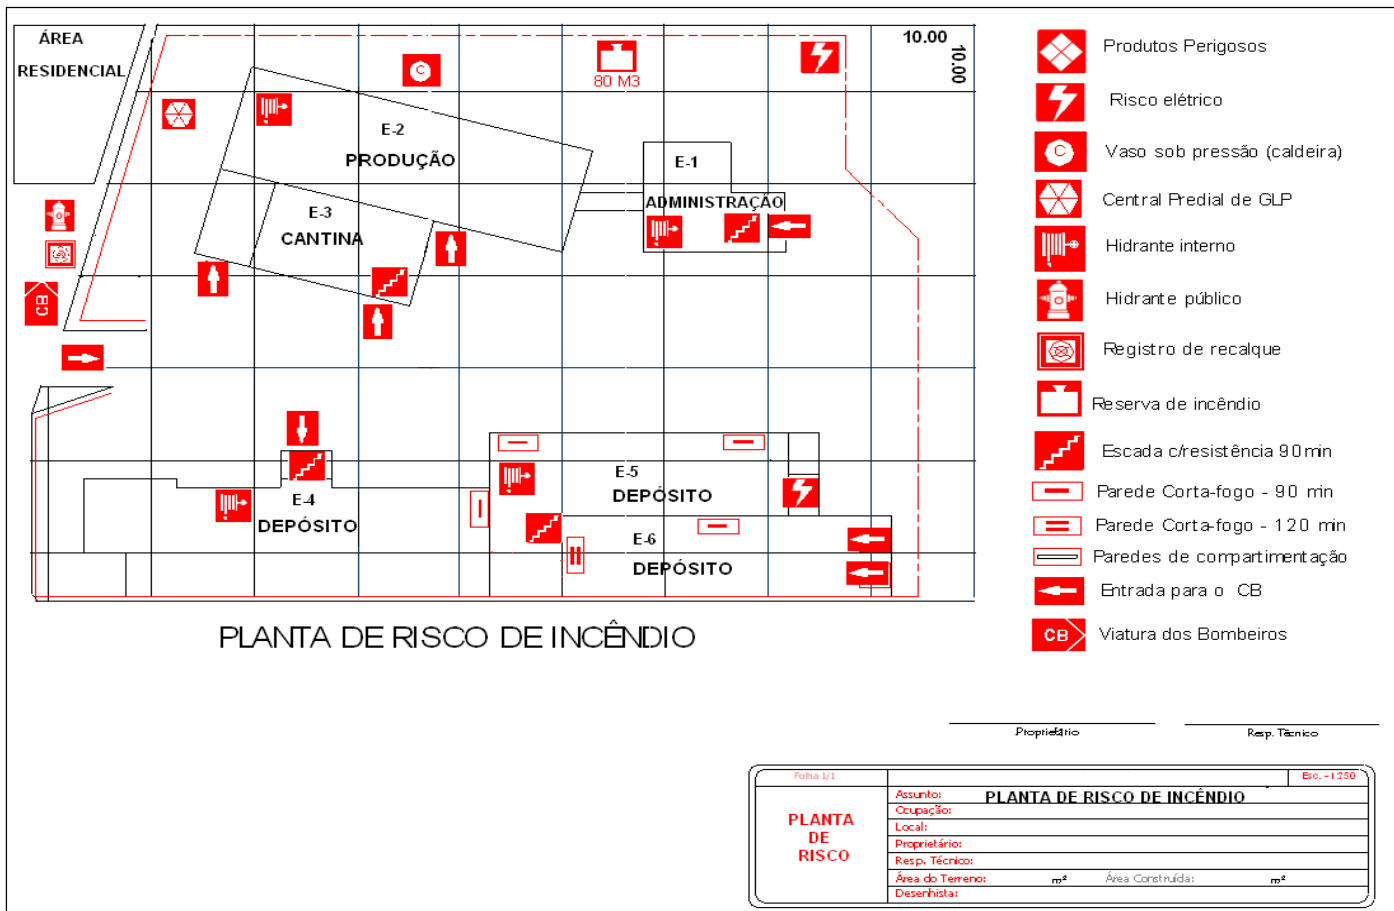 ÁREA
RESIDENCIAL
10.00
10.00
C
80 M3
E-2
PRODUÇÃO
E-1
ADMINISTRAÇÃO
E-3
CANTINA
CB
E-4
DEPÓSITO
E-5
DEPÓSITO
E-6
DEPÓSITO
PLANTA DE RISCO DE INCÊNDIO
Produtos Perigosos
Risco elétrico
C
Vaso sob pressão (caldeira)
Central Predial de GLP
Hidrante interno
Hidrante público
Registro de recalque
Reserva de incêndio
Escada c/resistência 90min
Parede Corta-fogo - 90 min
Parede Corta-fogo - 120 min
Paredes de compartimentação
Entrada para o CB
CB
Viatura dos Bombeiros
Proprietário
Resp. Técnico
Folha 1/1
Esc. - 1:750
PLANTA
DE
RISCO
Assunto: PLANTA DE RISCO DE INCÊNDIO
Ocupação:
Local:
Proprietário:
Resp. Técnico:
Área do Terreno: m² Área Construída: m²
Desenhista: